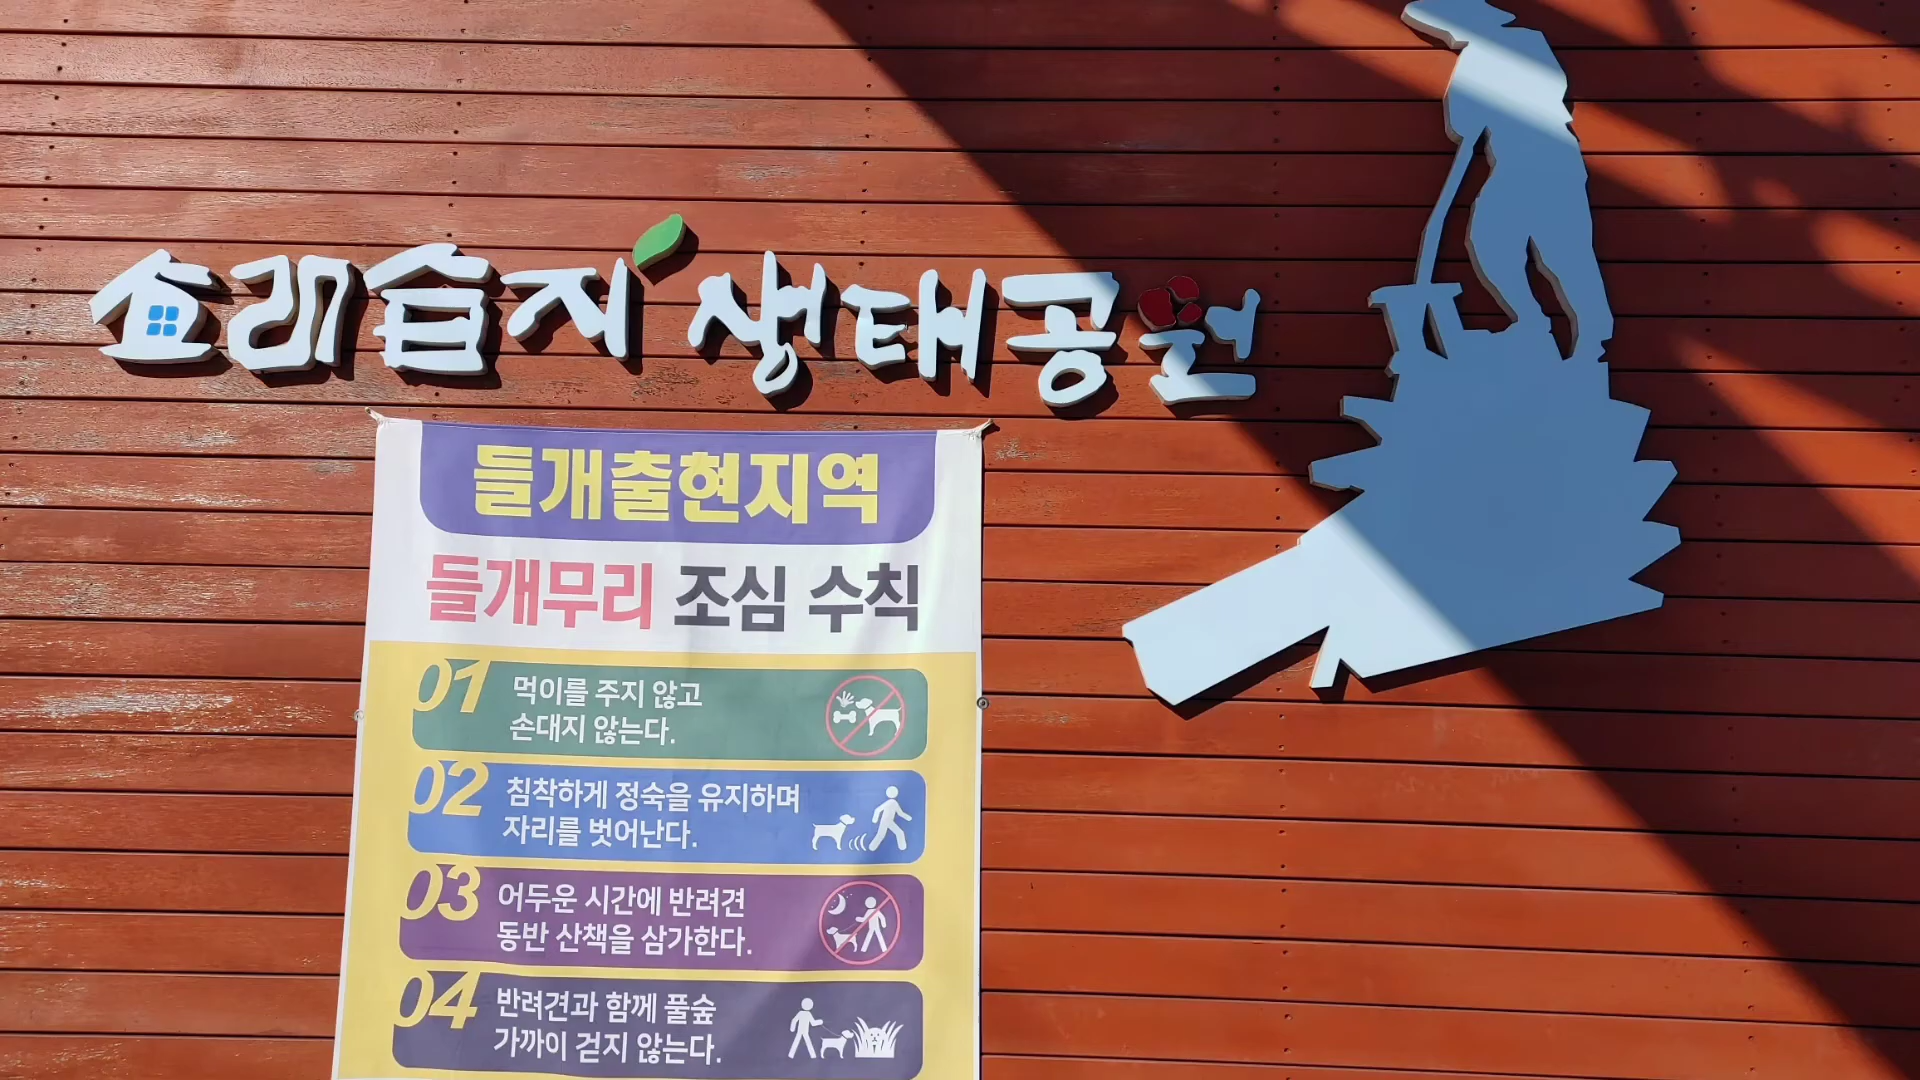 소래습지 생태공원
들개출현지역
들개무리 조심 수칙
01 먹이를 주지 않고
손대지 않는다.
02 침착하게 정숙을 유지하며
자리를 벗어난다.
03 어두운 시간에 반려견
동반 산책을 삼가한다.
04 반려견과 함께 풀숲
가까이 걷지 않는다.